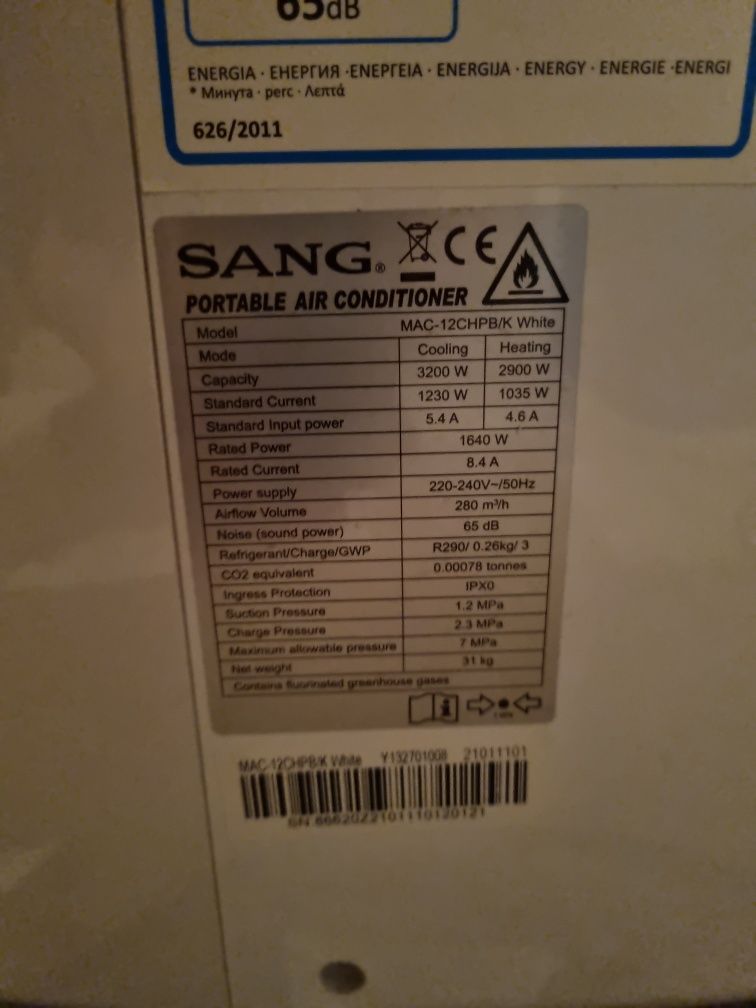 65dB
ENERGIA · ЕНЕРГИЯ ·ΕΝΕΡΓΕΙΑ · ENERGIJA · ENERGY · ENERGIE ·ENERGI
* Минута · perc · Λεπτά
626/2011
SANG® CE
PORTABLE AIR CONDITIONER
Model MAC-12CHPB/K White
Mode Cooling Heating
Capacity 3200 W 2900 W
Standard Current 1230 W 1035 W
Standard Input power 5.4 A 4.6 A
Rated Power 1640 W
Rated Current 8.4 A
Power supply 220-240V~/50Hz
Airflow Volume 280 m³/h
Noise (sound power) 65 dB
Refrigerant/Charge/GWP R290/ 0.26kg/ 3
CO2 equivalent 0.00078 tonnes
Ingress Protection IPX0
Suction Pressure 1.2 MPa
Charge Pressure 2.3 MPa
Maximum allowable pressure 7 MPa
Net weight 31 kg
Contains fluorinated greenhouse gases
MAC-12CHPB/K White Y132701008 21011101